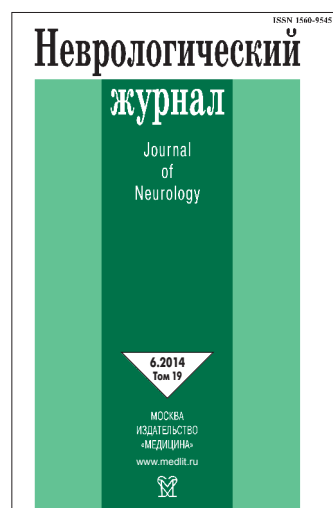 ISSN 1560-9545
Неврологический
журнал
Journal
of
Neurology
6.2014
Том 19
МОСКВА
ИЗДАТЕЛЬСТВО
«МЕДИЦИНА»
www.medlit.ru